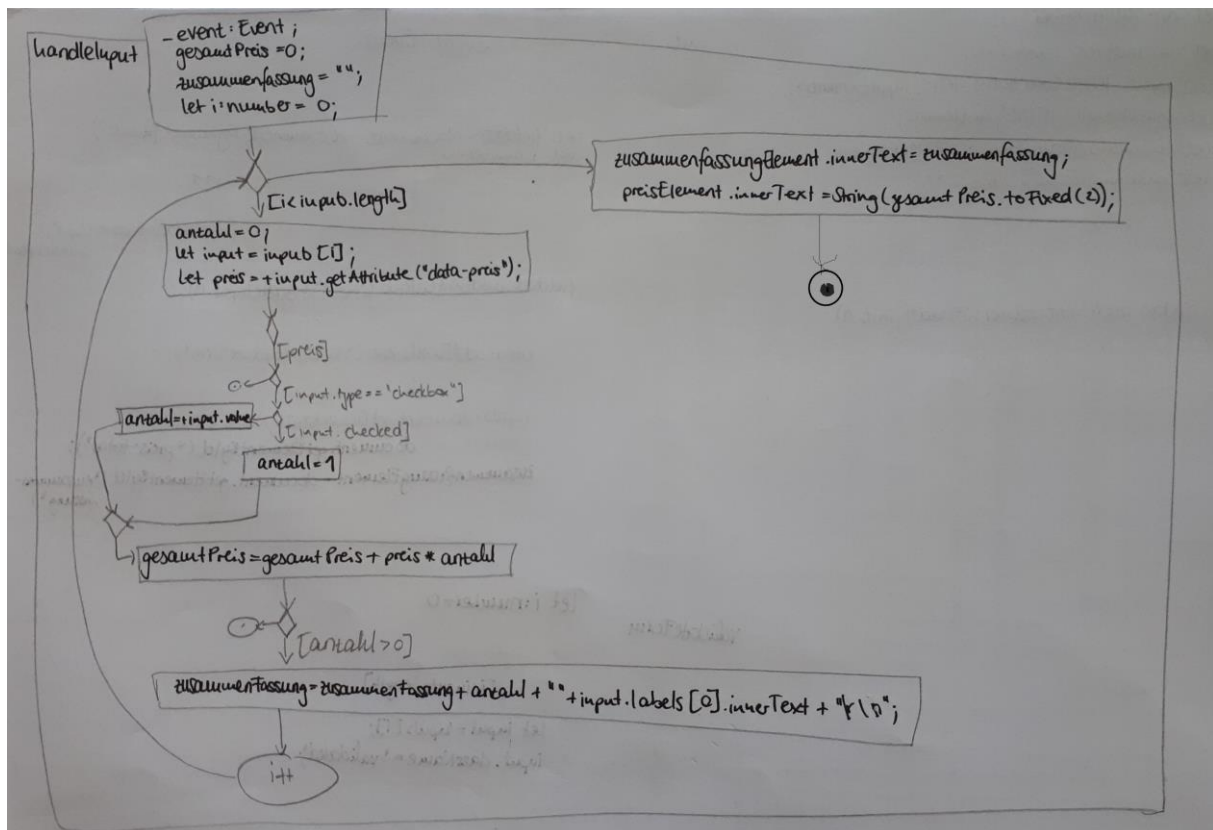 handleInput
_event: Event;
gesamtPreis = 0;
zusammenfassung = "";
let i: number = 0;
zusammenfassungElement.innerText = zusammenfassung;
preisElement.innerText = String(gesamtPreis.toFixed(2));
[i < inputs.length]
antahl = 0;
let input = inputs[i];
let preis = +input.getAttribute("data-preis");
[preis]
[input.type == 'checkbox"]
antahl=+input.value
[input.checked]
antahl = 1
gesamtPreis = gesamtPreis + preis * antahl
[antahl > 0]
zusammenfassung = zusammenfassung + antahl + " " + input.labels[0].innerText + "\r\n";
i++